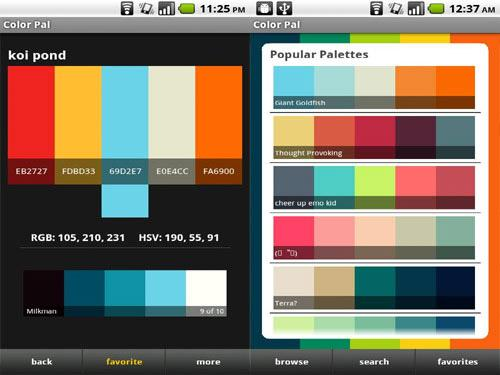 11:25 PM
Color Pal
koi pond
EB2727
FDBD33
69D2E7
E0E4CC
FA6900
RGB: 105, 210, 231 HSV: 190, 55, 91
Milkman
9 of 10
back
favorite
more
12:37 AM
Color Pal
Popular Palettes
Giant Goldfish
Thought Provoking
cheer up emo kid
Terra?
browse
search
favorites